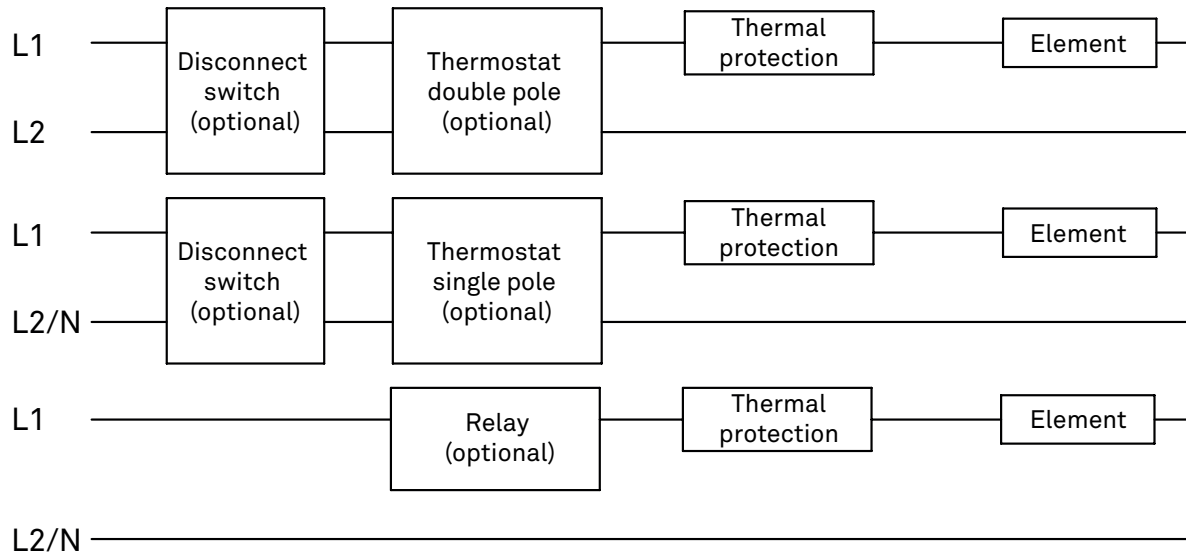 L1
Disconnect
switch
(optional)
Thermostat
double pole
(optional)
Thermal
protection
Element
L2
L1
Disconnect
switch
(optional)
Thermostat
single pole
(optional)
Thermal
protection
Element
L2/N
L1
Relay
(optional)
Thermal
protection
Element
L2/N